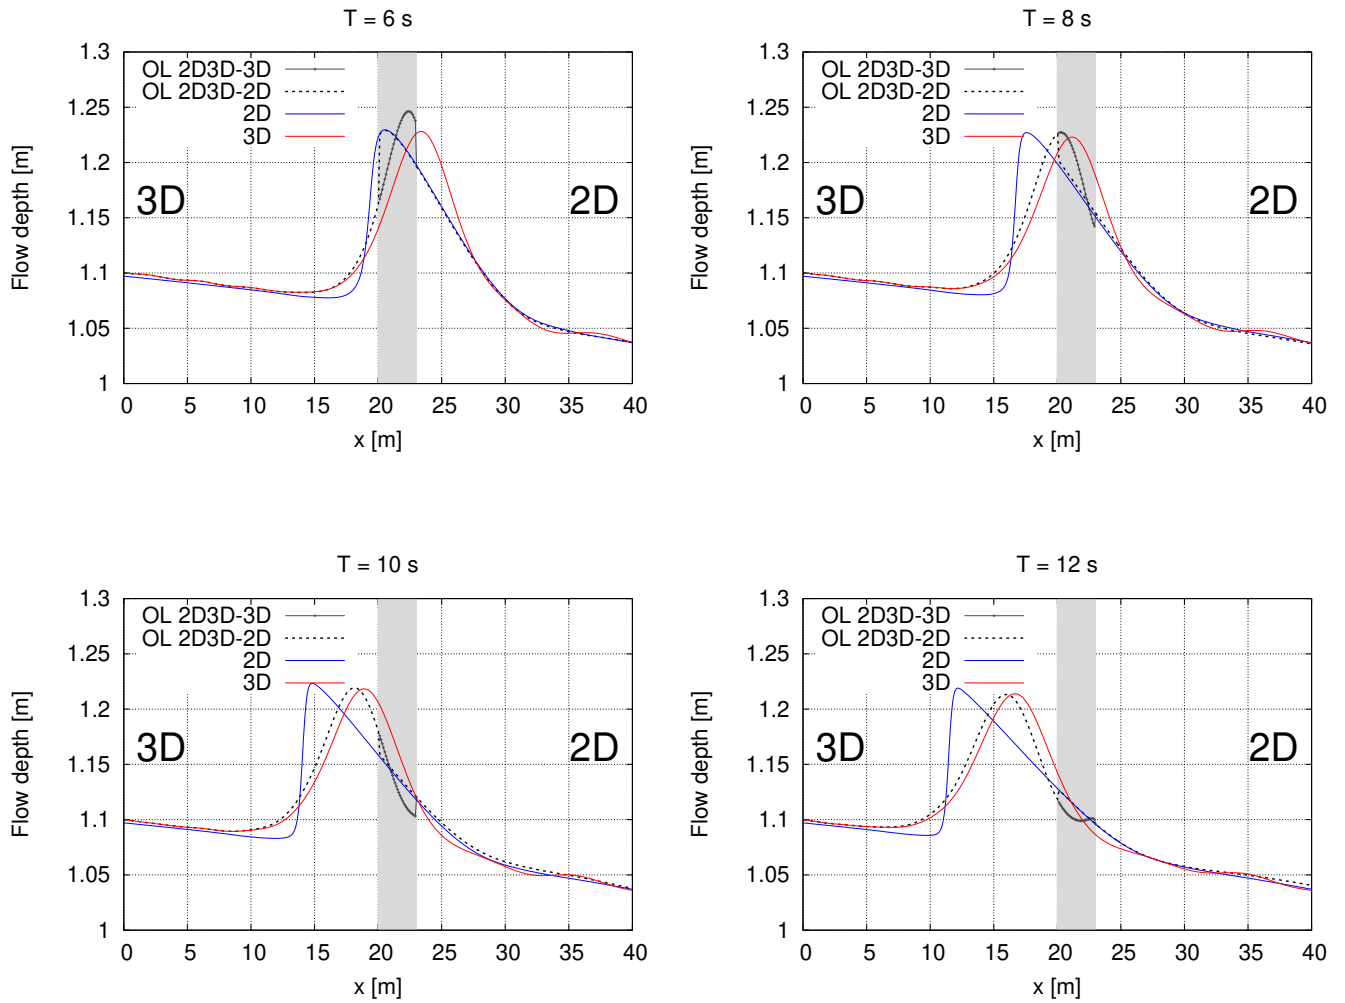 T = 6 s
1.3
1.25
1.2
1.15
1.1
1.05
1
Flow depth [m]
OL 2D3D-3D
OL 2D3D-2D
2D
3D
3D
2D
0 5 10 15 20 25 30 35 40
x [m]
T = 8 s
1.3
1.25
1.2
1.15
1.1
1.05
1
Flow depth [m]
OL 2D3D-3D
OL 2D3D-2D
2D
3D
3D
2D
0 5 10 15 20 25 30 35 40
x [m]
T = 10 s
1.3
1.25
1.2
1.15
1.1
1.05
1
Flow depth [m]
OL 2D3D-3D
OL 2D3D-2D
2D
3D
3D
2D
0 5 10 15 20 25 30 35 40
x [m]
T = 12 s
1.3
1.25
1.2
1.15
1.1
1.05
1
Flow depth [m]
OL 2D3D-3D
OL 2D3D-2D
2D
3D
3D
2D
0 5 10 15 20 25 30 35 40
x [m]